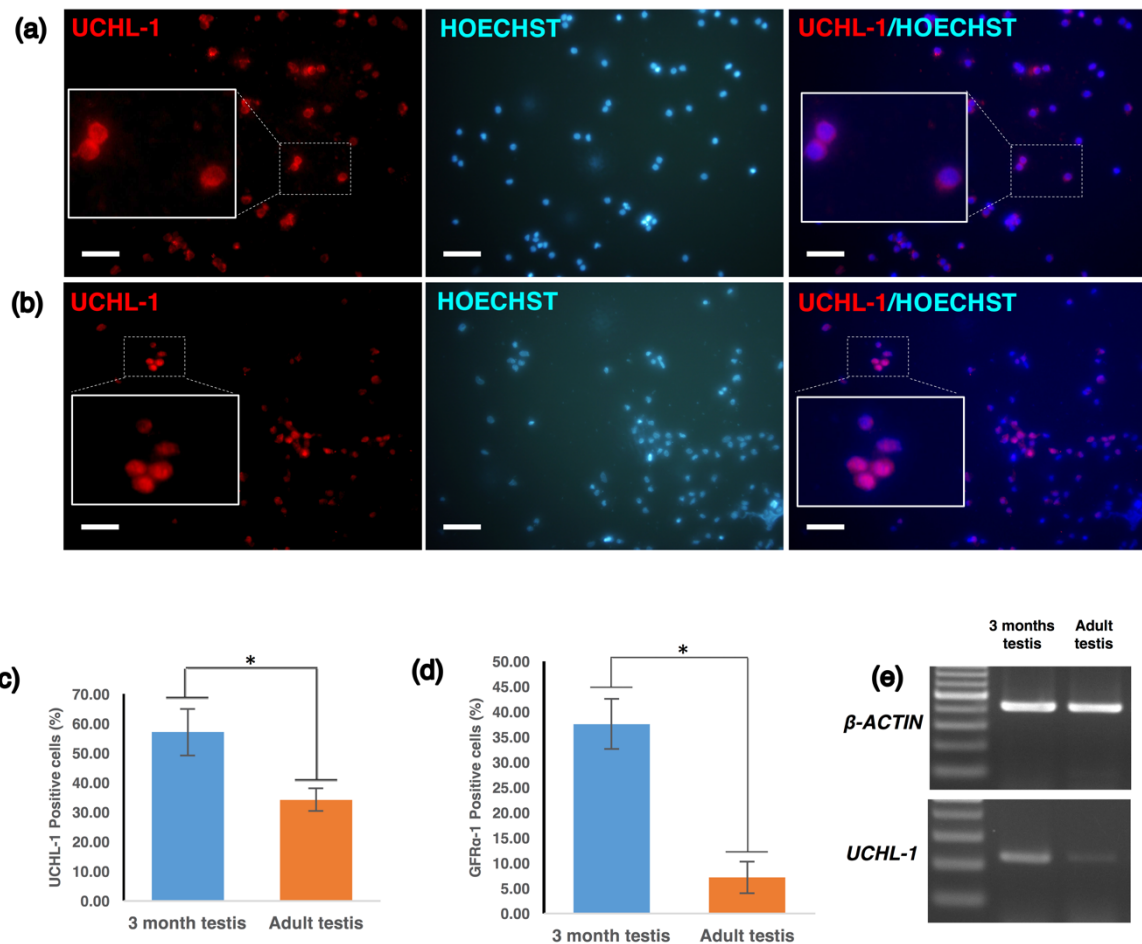 (a)
UCHL-1
HOECHST
UCHL-1/HOECHST
(b)
UCHL-1
HOECHST
UCHL-1/HOECHST
c)
UCHL-1 Positive cells (%)
70.00
60.00
50.00
40.00
30.00
20.00
10.00
0.00
*
3 month testis
Adult testis
(d)
GFRα-1 Positive cells (%)
50.00
45.00
40.00
35.00
30.00
25.00
20.00
15.00
10.00
5.00
0.00
*
3 month testis
Adult testis
(e)
3 months
testis
Adult
testis
β-ACTIN
UCHL-1